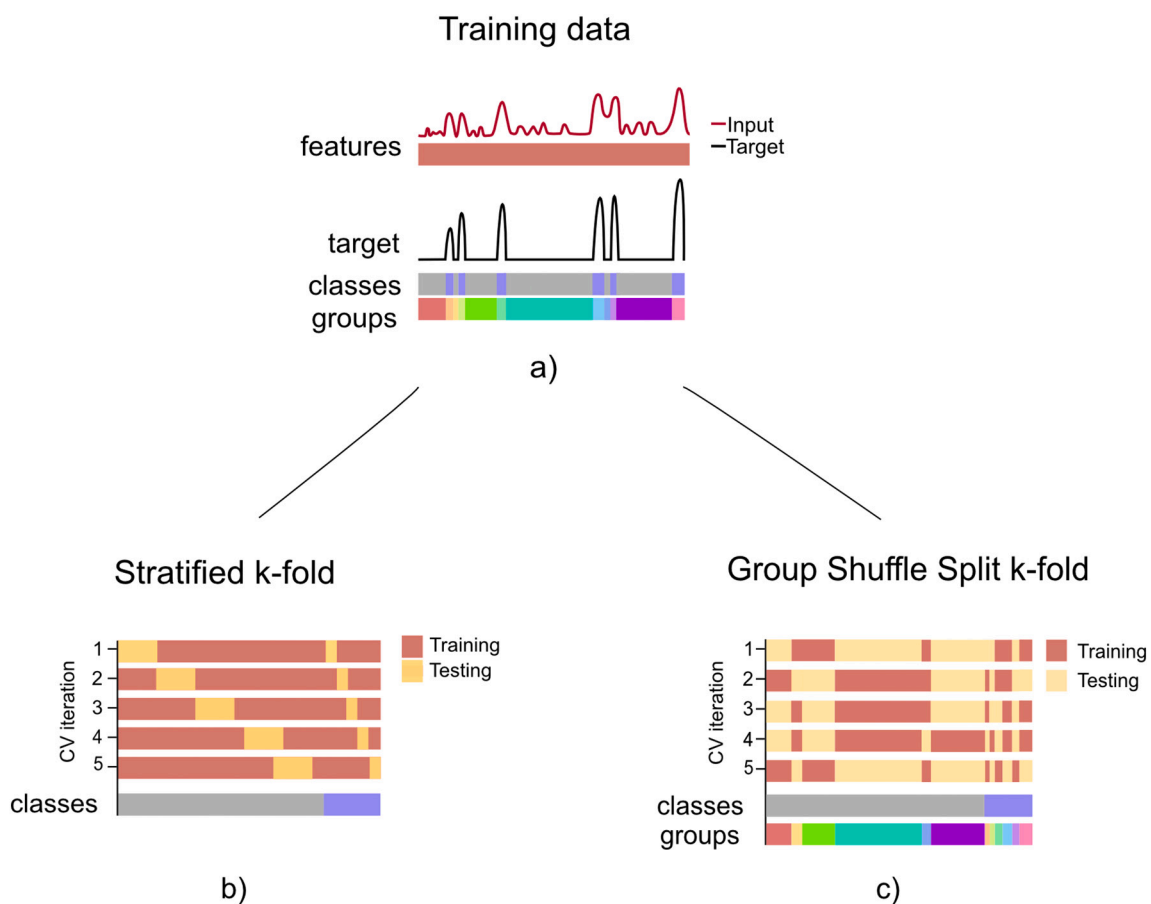 Training data
features
Input
Target
target
classes
groups
a)
Stratified k-fold
CV iteration
1
2
3
4
5
Training
Testing
classes
b)
Group Shuffle Split k-fold
CV iteration
1
2
3
4
5
Training
Testing
classes
groups
c)